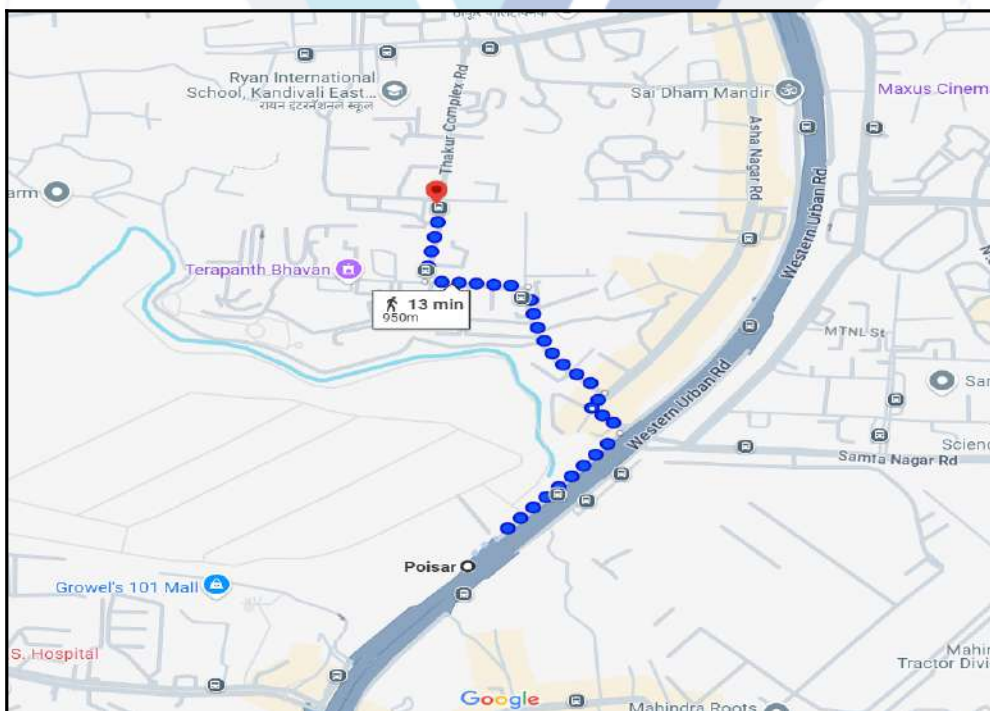 Ryan International
School, Kandivali East...
रायन इंटरनॅशनल स्कूल
Thakur Complex Rd
Sai Dham Mandir
Maxus Cinem
Asha Nagar Rd
Western Urban Rd
arm
Terapanth Bhavan
13 min
950m
MTNL St
Sar
Western Urban Rd
Scienc
Samta Nagar Rd
Poisar
Growel's 101 Mall
S. Hospital
Mahin
Tractor Divi
Google
Mahindra Roots